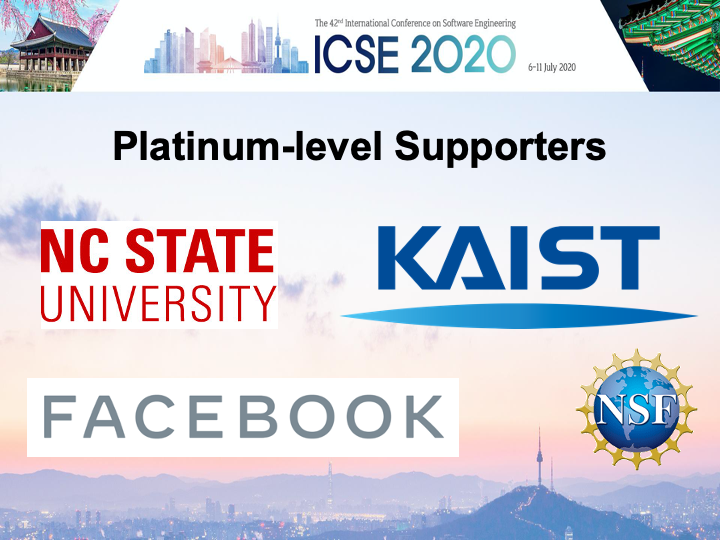 The 42nd International Conference on Software Engineering
ICSE 2020
6-11 July 2020
Platinum-level Supporters
NC STATE
UNIVERSITY
KAIST
FACEBOOK
NSF